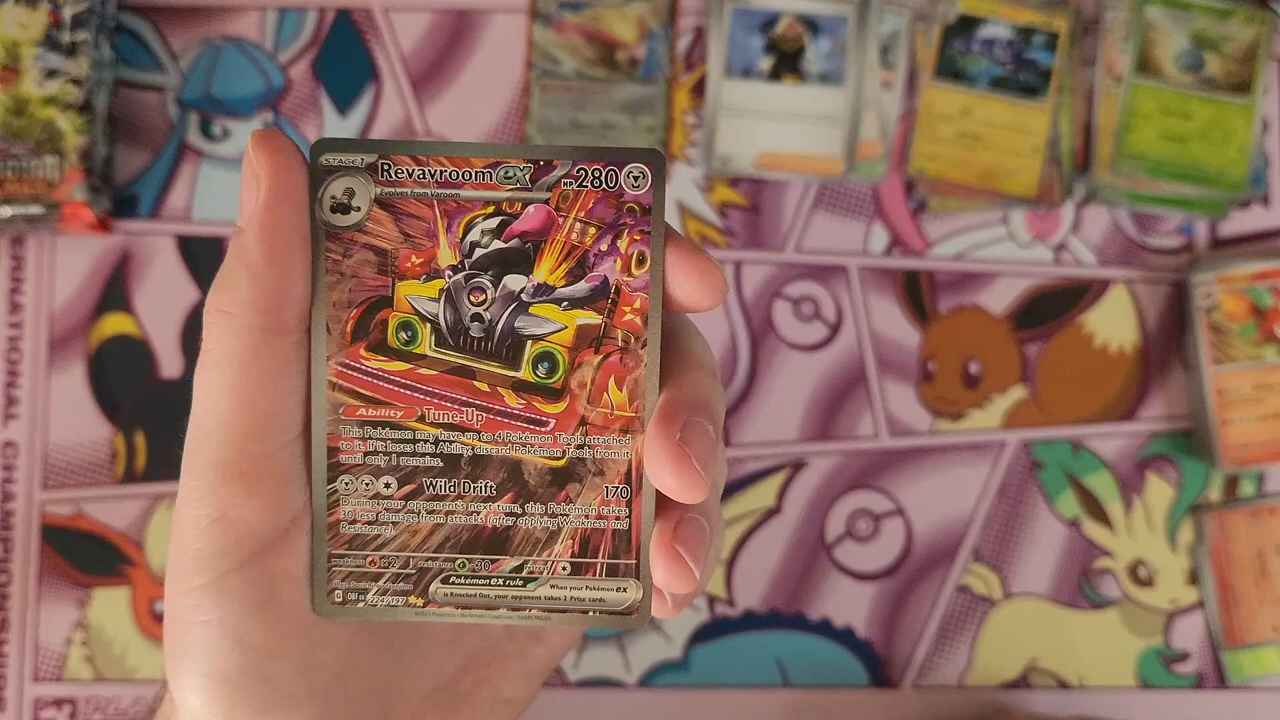 STAGE 1
Revavroom ex
HP 280
Evolves from Varoom
Ability Tune-Up
This Pokémon may have up to 4 Pokémon Tools attached
to it. If it loses this Ability, discard Pokémon Tools from it
until only 1 remains.
Wild Drift 170
During your opponent's next turn, this Pokémon takes
30 less damage from attacks (after applying Weakness and
Resistance).
weakness ×2 resistance -30 retreat
Pokémon ex rule
When your Pokémon ex
is Knocked Out, your opponent takes 2 Prize cards.
G OBF EN 224/197